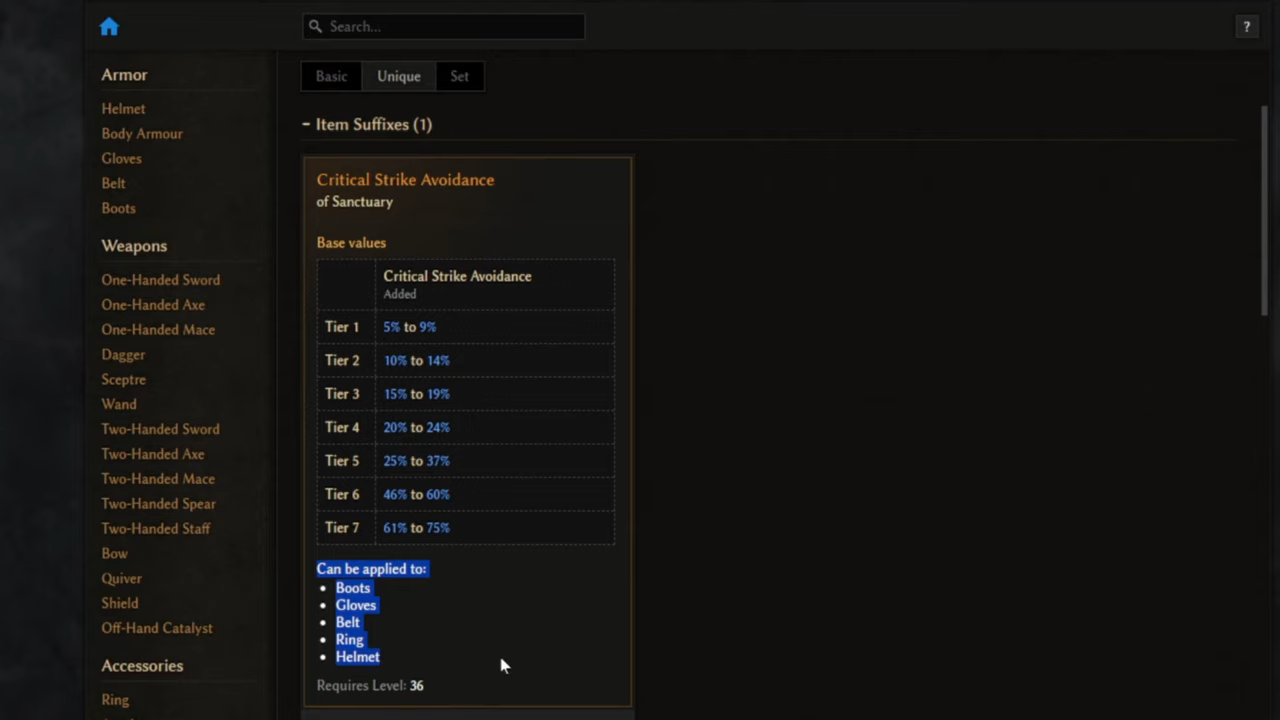 Search...
?
Armor
Helmet
Body Armour
Gloves
Belt
Boots
Weapons
One-Handed Sword
One-Handed Axe
One-Handed Mace
Dagger
Sceptre
Wand
Two-Handed Sword
Two-Handed Axe
Two-Handed Mace
Two-Handed Spear
Two-Handed Staff
Bow
Quiver
Shield
Off-Hand Catalyst
Accessories
Ring
Basic Unique Set
- Item Suffixes (1)
Critical Strike Avoidance
of Sanctuary
Base values
Critical Strike Avoidance
Added
Tier 1 5% to 9%
Tier 2 10% to 14%
Tier 3 15% to 19%
Tier 4 20% to 24%
Tier 5 25% to 37%
Tier 6 46% to 60%
Tier 7 61% to 75%
Can be applied to:
• Boots
• Gloves
• Belt
• Ring
• Helmet
Requires Level: 36